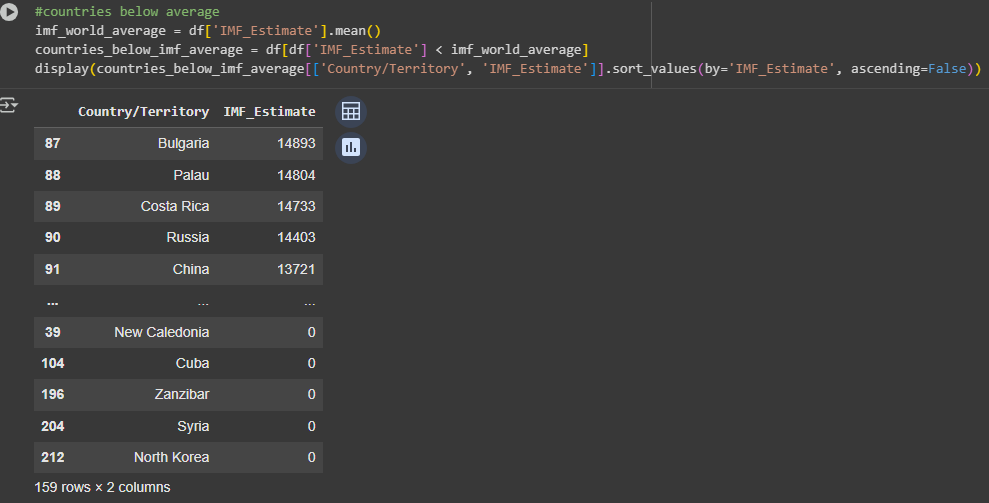 #countries below average
imf_world_average = df['IMF_Estimate'].mean()
countries_below_imf_average = df[df['IMF_Estimate'] < imf_world_average]
display(countries_below_imf_average[['Country/Territory', 'IMF_Estimate']].sort_values(by='IMF_Estimate', ascending=False))
Country/Territory IMF_Estimate
87 Bulgaria 14893
88 Palau 14804
89 Costa Rica 14733
90 Russia 14403
91 China 13721
... ... ...
39 New Caledonia 0
104 Cuba 0
196 Zanzibar 0
204 Syria 0
212 North Korea 0
159 rows × 2 columns